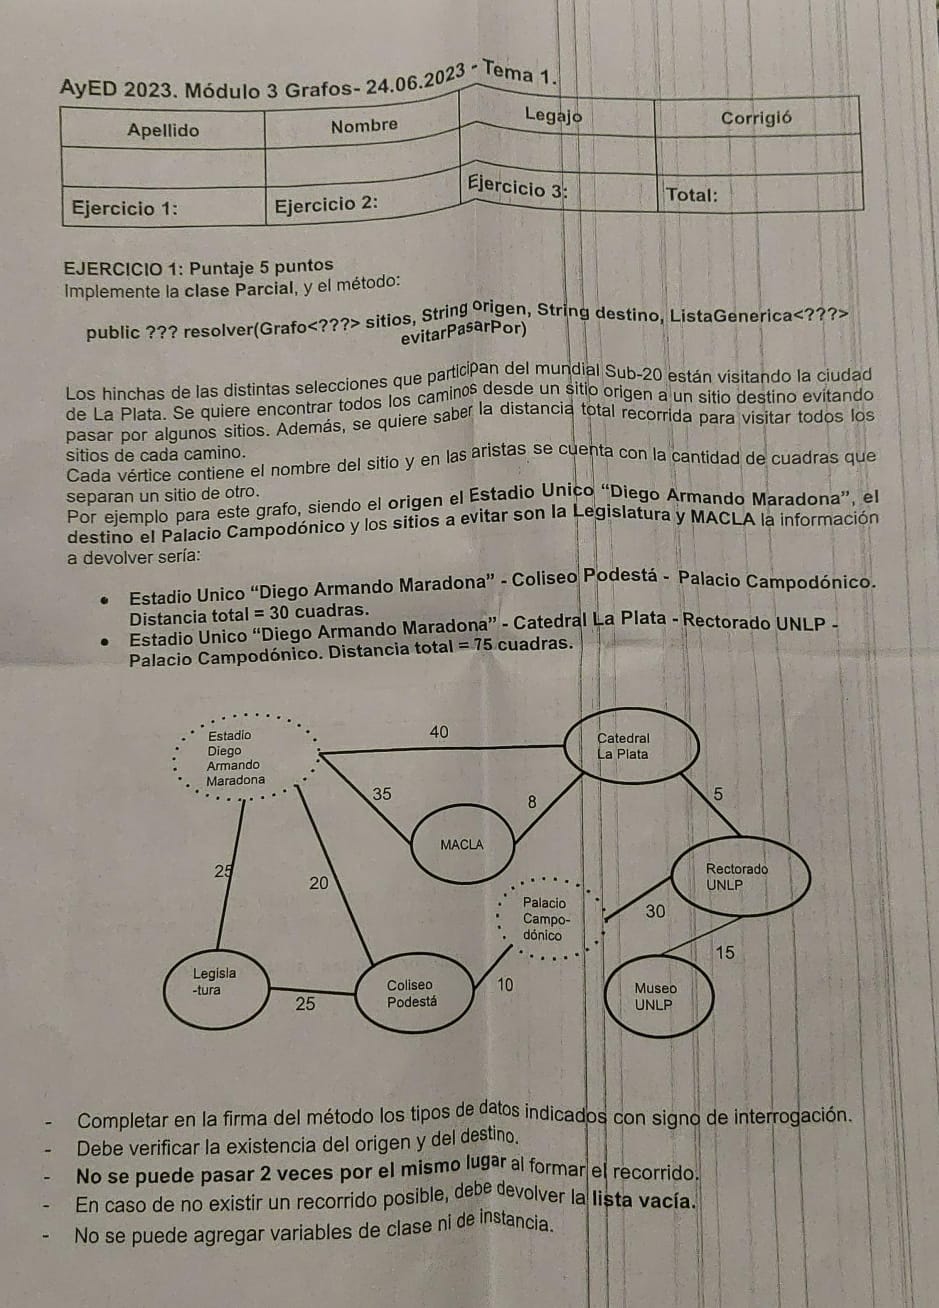 AyED 2023. Módulo 3 Grafos- 24.06.2023 - Tema 1.
Apellido Nombre Legajo Corrigió
Ejercicio 1: Ejercicio 2: Ejercicio 3: Total:
EJERCICIO 1: Puntaje 5 puntos
Implemente la clase Parcial, y el método:
public ??? resolver(Grafo<???> sitios, String origen, String destino, ListaGenerica<???>
evitarPasarPor)
Los hinchas de las distintas selecciones que participan del mundial Sub-20 están visitando la ciudad
de La Plata. Se quiere encontrar todos los caminos desde un sitio origen a un sitio destino evitando
pasar por algunos sitios. Además, se quiere saber la distancia total recorrida para visitar todos los
sitios de cada camino.
Cada vértice contiene el nombre del sitio y en las aristas se cuenta con la cantidad de cuadras que
separan un sitio de otro.
Por ejemplo para este grafo, siendo el origen el Estadio Unico “Diego Armando Maradona”, el
destino el Palacio Campodónico y los sitios a evitar son la Legislatura y MACLA la información
a devolver sería:
• Estadio Unico “Diego Armando Maradona” - Coliseo Podestá - Palacio Campodónico.
Distancia total = 30 cuadras.
• Estadio Unico “Diego Armando Maradona” - Catedral La Plata - Rectorado UNLP -
Palacio Campodónico. Distancia total = 75 cuadras.
Estadio
Diego
Armando
Maradona
40
Catedral
La Plata
35
8
5
MACLA
25
20
Rectorado
UNLP
Palacio
Campo-
dónico
30
15
Legisla
-tura
25
Coliseo
Podestá
10
Museo
UNLP
- Completar en la firma del método los tipos de datos indicados con signo de interrogación.
- Debe verificar la existencia del origen y del destino.
- No se puede pasar 2 veces por el mismo lugar al formar el recorrido.
- En caso de no existir un recorrido posible, debe devolver la lista vacía.
- No se puede agregar variables de clase ni de instancia.